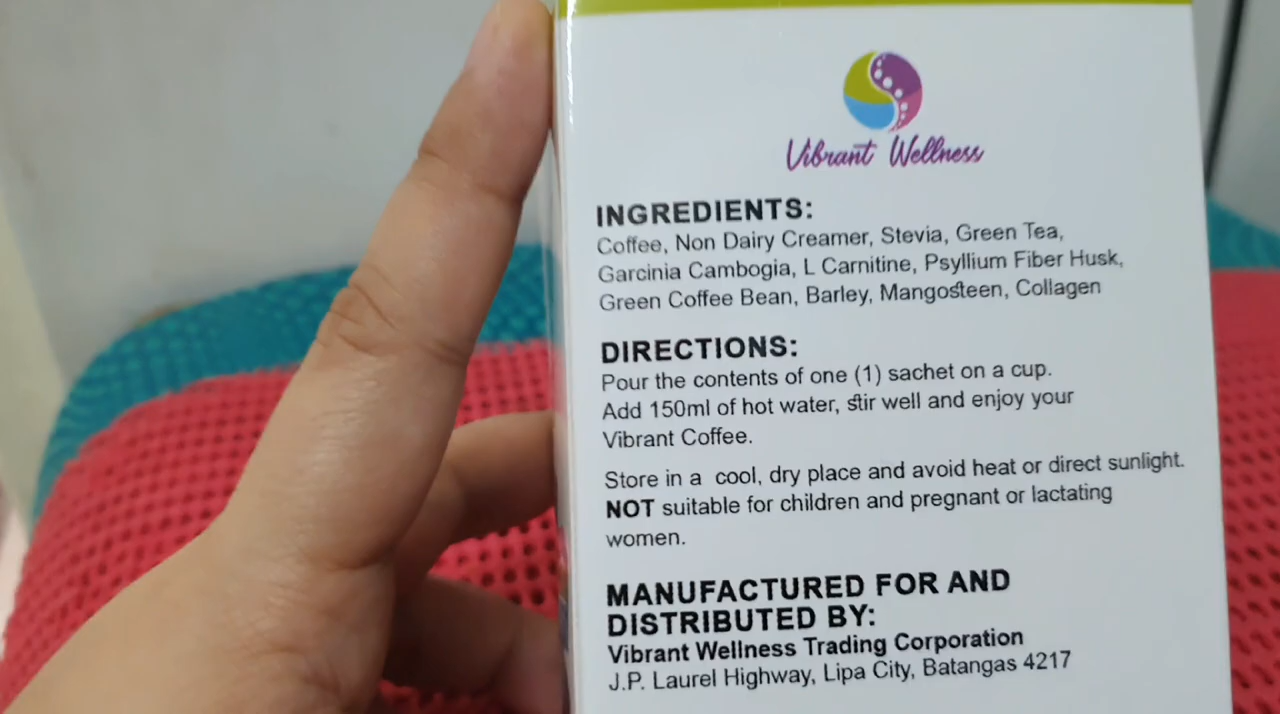 Vibrant Wellness
INGREDIENTS:
Coffee, Non Dairy Creamer, Stevia, Green Tea,
Garcinia Cambogia, L Carnitine, Psyllium Fiber Husk,
Green Coffee Bean, Barley, Mangosteen, Collagen
DIRECTIONS:
Pour the contents of one (1) sachet on a cup.
Add 150ml of hot water, stir well and enjoy your
Vibrant Coffee.
Store in a cool, dry place and avoid heat or direct sunlight.
NOT suitable for children and pregnant or lactating
women.
MANUFACTURED FOR AND
DISTRIBUTED BY:
Vibrant Wellness Trading Corporation
J.P. Laurel Highway, Lipa City, Batangas 4217